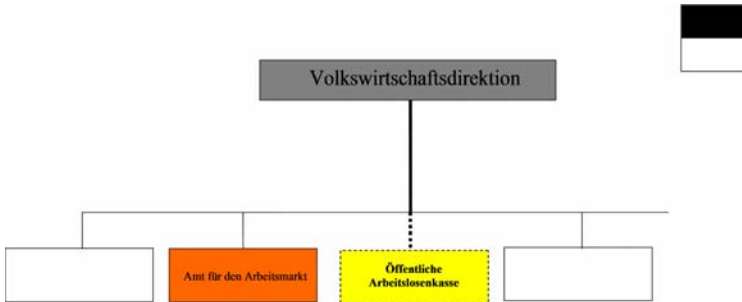 Volkswirtschaftsdirektion
Amt für den Arbeitsmarkt
Öffentliche
Arbeitslosenkasse